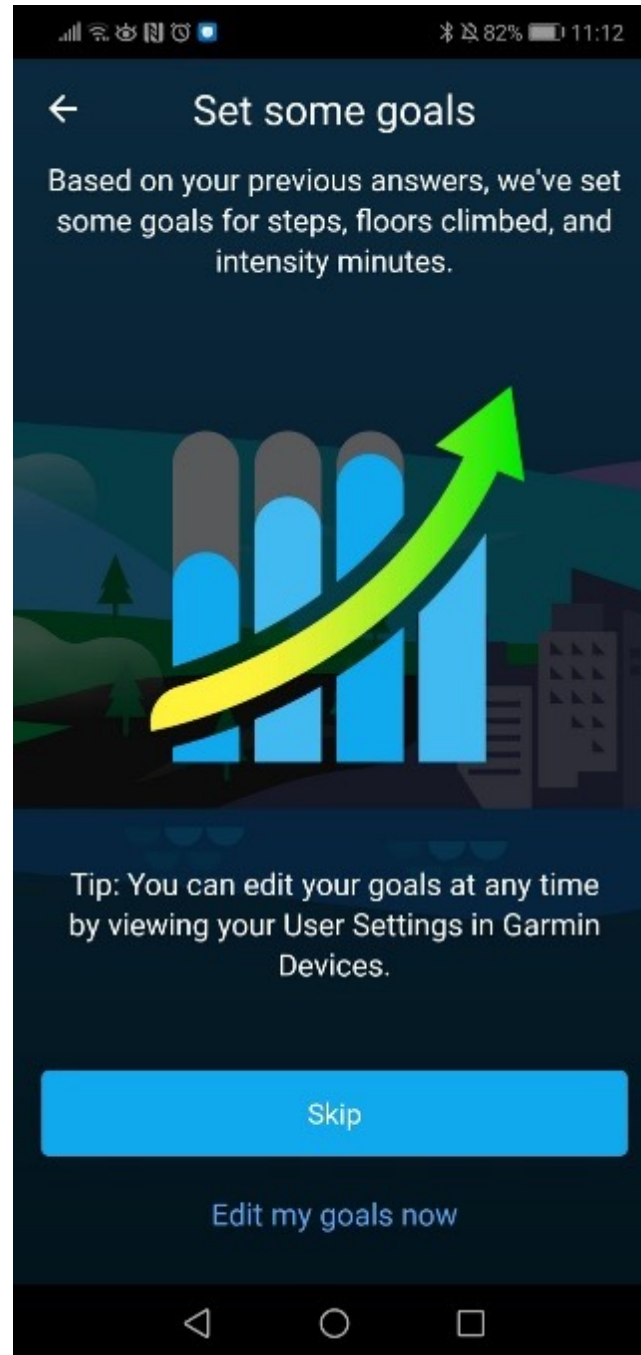 82% 11:12
Set some goals
Based on your previous answers, we've set
some goals for steps, floors climbed, and
intensity minutes.
Tip: You can edit your goals at any time
by viewing your User Settings in Garmin
Devices.
Skip
Edit my goals now